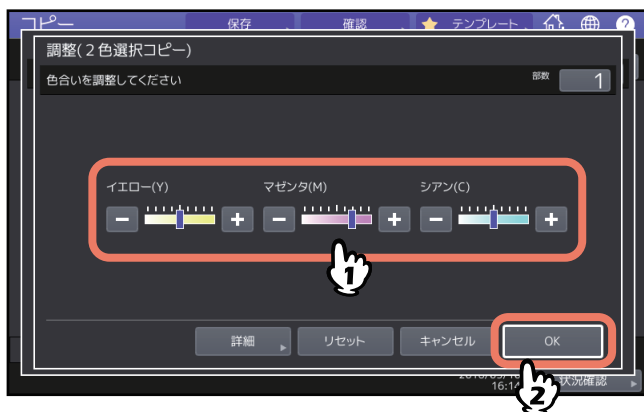 コピー 保存 確認 テンプレート ?
調整(２色選択コピー)
色合いを調整してください 部数 1
イエロー(Y) マゼンタ(M) シアン(C)
− + − + − +
1
詳細 リセット キャンセル OK
16:14 状況確認
2